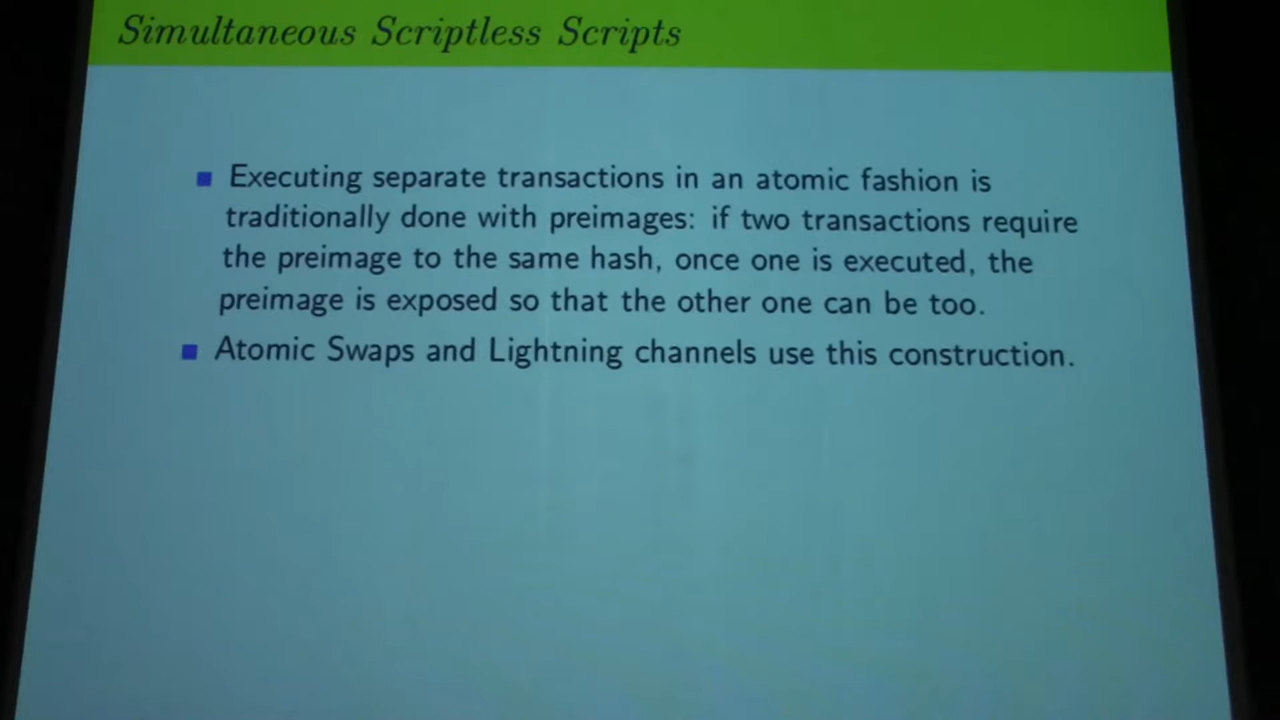 Simultaneous Scriptless Scripts
Executing separate transactions in an atomic fashion is
traditionally done with preimages: if two transactions require
the preimage to the same hash, once one is executed, the
preimage is exposed so that the other one can be too.
Atomic Swaps and Lightning channels use this construction.